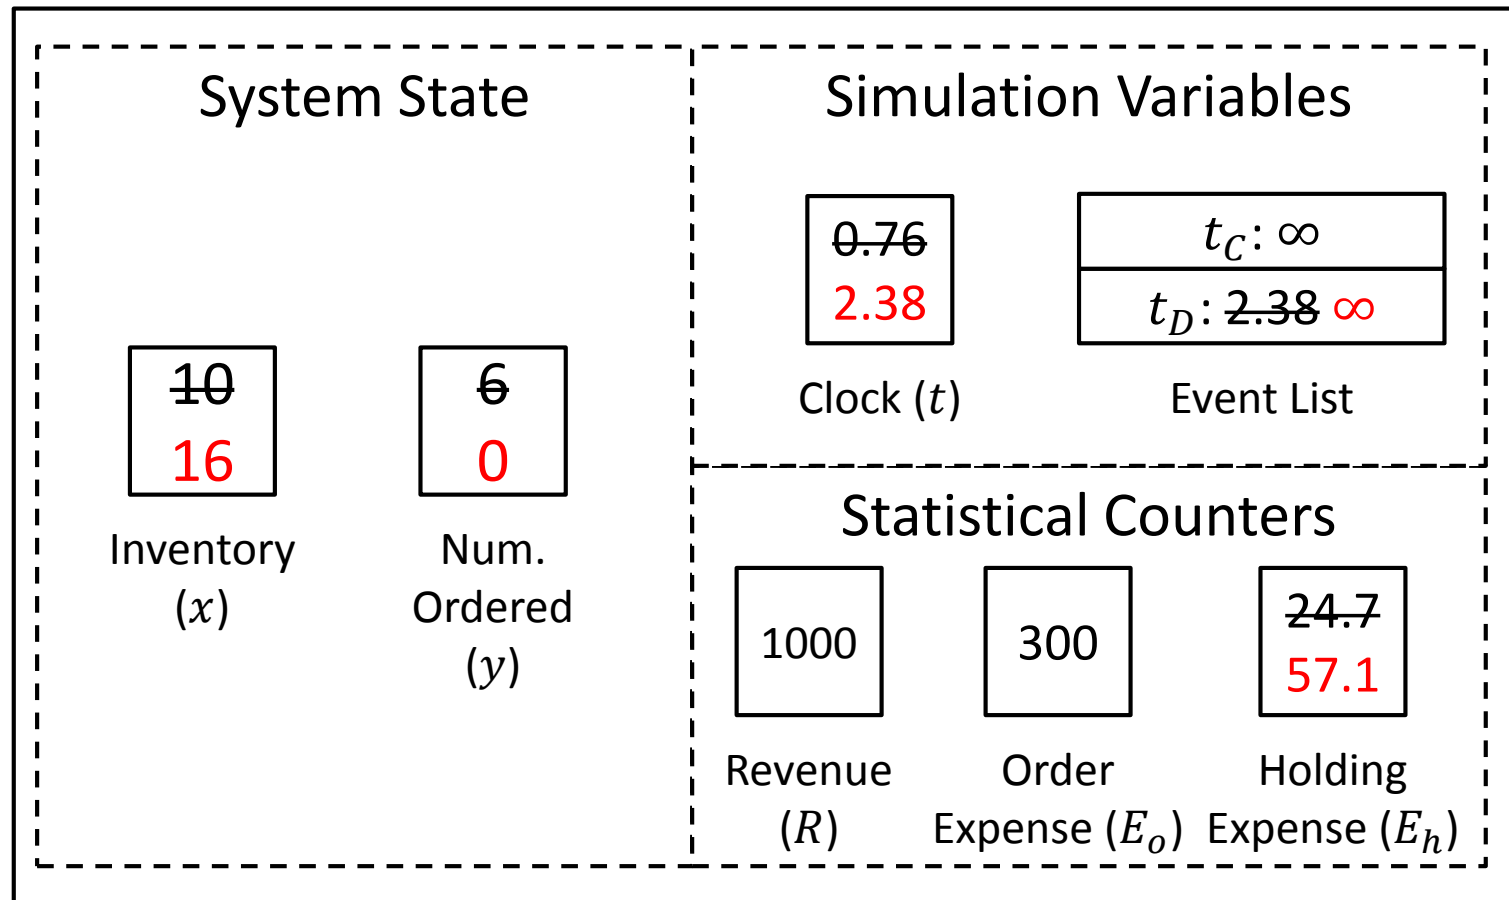 System State
10
16
6
0
Inventory
(x)
Num.
Ordered
(y)
Simulation Variables
0.76
2.38
t_C: ∞
t_D: 2.38 ∞
Clock (t)
Event List
Statistical Counters
1000
300
24.7
57.1
Revenue
(R)
Order
Expense (E_o)
Holding
Expense (E_h)